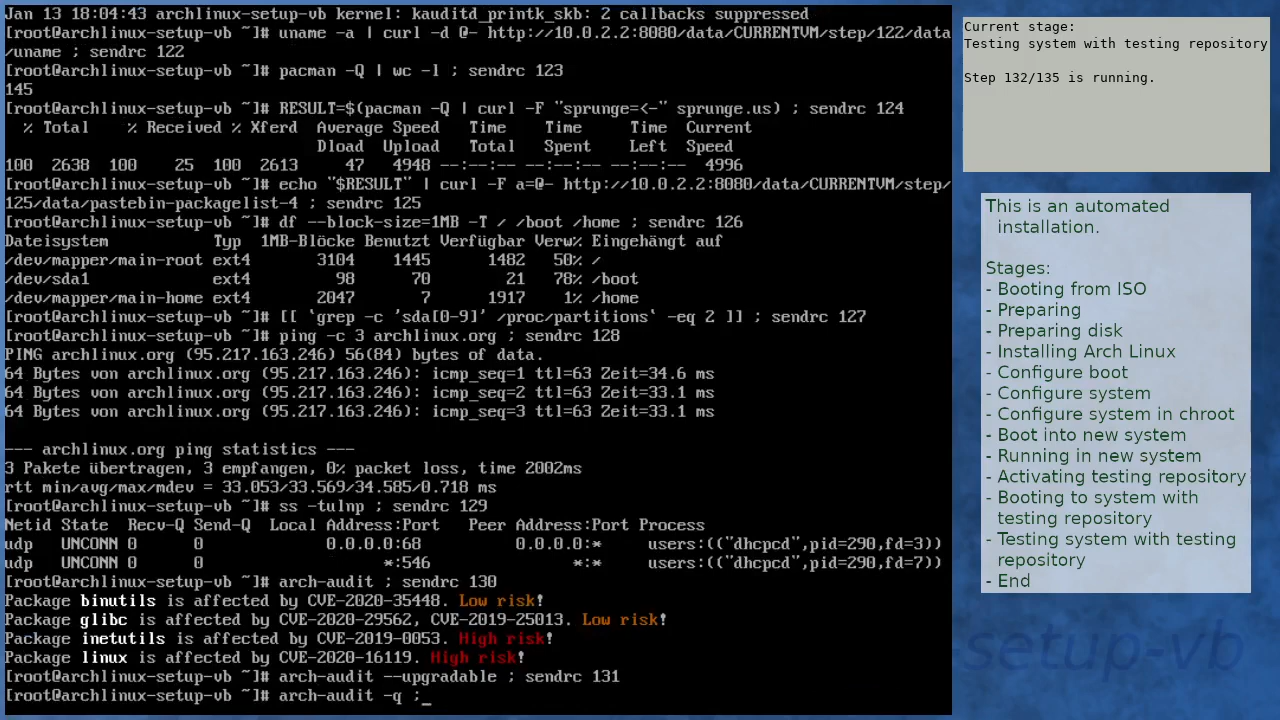 Jan 13 18:04:43 archlinux-setup-vb kernel: kauditd_printk_skb: 2 callbacks suppressed
[root@archlinux-setup-vb ~]# uname -a | curl -d @- http://10.0.2.2:8080/data/CURRENTVM/step/122/data
/uname ; sendrc 122
[root@archlinux-setup-vb ~]# pacman -Q | wc -l ; sendrc 123
145
[root@archlinux-setup-vb ~]# RESULT=$(pacman -Q | curl -F "sprunge=<-" sprunge.us) ; sendrc 124
  % Total    % Received % Xferd  Average Speed   Time    Time     Time  Current
                                 Dload  Upload   Total   Spent    Left  Speed
100  2638  100    25  100  2613     47   4948 --:--:-- --:--:-- --:--:--  4996
[root@archlinux-setup-vb ~]# echo "$RESULT" | curl -F a=@- http://10.0.2.2:8080/data/CURRENTVM/step/
125/data/pastebin-packagelist-4 ; sendrc 125
[root@archlinux-setup-vb ~]# df --block-size=1MB -T / /boot /home ; sendrc 126
Dateisystem           Typ  1MB-Blöcke Benutzt Verfügbar Verw% Eingehängt auf
/dev/mapper/main-root ext4       3104    1445      1482   50% /
/dev/sda1             ext4         98      70        21   78% /boot
/dev/mapper/main-home ext4       2047       7      1917    1% /home
[root@archlinux-setup-vb ~]# [[ `grep -c 'sda[0-9]' /proc/partitions` -eq 2 ]] ; sendrc 127
[root@archlinux-setup-vb ~]# ping -c 3 archlinux.org ; sendrc 128
PING archlinux.org (95.217.163.246) 56(84) bytes of data.
64 Bytes von archlinux.org (95.217.163.246): icmp_seq=1 ttl=63 Zeit=34.6 ms
64 Bytes von archlinux.org (95.217.163.246): icmp_seq=2 ttl=63 Zeit=33.1 ms
64 Bytes von archlinux.org (95.217.163.246): icmp_seq=3 ttl=63 Zeit=33.1 ms
--- archlinux.org ping statistics ---
3 Pakete übertragen, 3 empfangen, 0% packet loss, time 2002ms
rtt min/avg/max/mdev = 33.053/33.569/34.585/0.718 ms
[root@archlinux-setup-vb ~]# ss -tulnp ; sendrc 129
Netid State  Recv-Q Send-Q  Local Address:Port   Peer Address:Port Process
udp   UNCONN 0      0             0.0.0.0:68          0.0.0.0:*     users:(("dhcpcd",pid=290,fd=3))
udp   UNCONN 0      0                   *:546               *:*     users:(("dhcpcd",pid=290,fd=7))
[root@archlinux-setup-vb ~]# arch-audit ; sendrc 130
Package binutils is affected by CVE-2020-35448. Low risk!
Package glibc is affected by CVE-2020-29562, CVE-2019-25013. Low risk!
Package inetutils is affected by CVE-2019-0053. High risk!
Package linux is affected by CVE-2020-16119. High risk!
[root@archlinux-setup-vb ~]# arch-audit --upgradable ; sendrc 131
[root@archlinux-setup-vb ~]# arch-audit -q ;_
Current stage:
Testing system with testing repository
Step 132/135 is running.
This is an automated
installation.
Stages:
- Booting from ISO
- Preparing
- Preparing disk
- Installing Arch Linux
- Configure boot
- Configure system
- Configure system in chroot
- Boot into new system
- Running in new system
- Activating testing repository
- Booting to system with
testing repository
- Testing system with testing
repository
- End
setup-vb